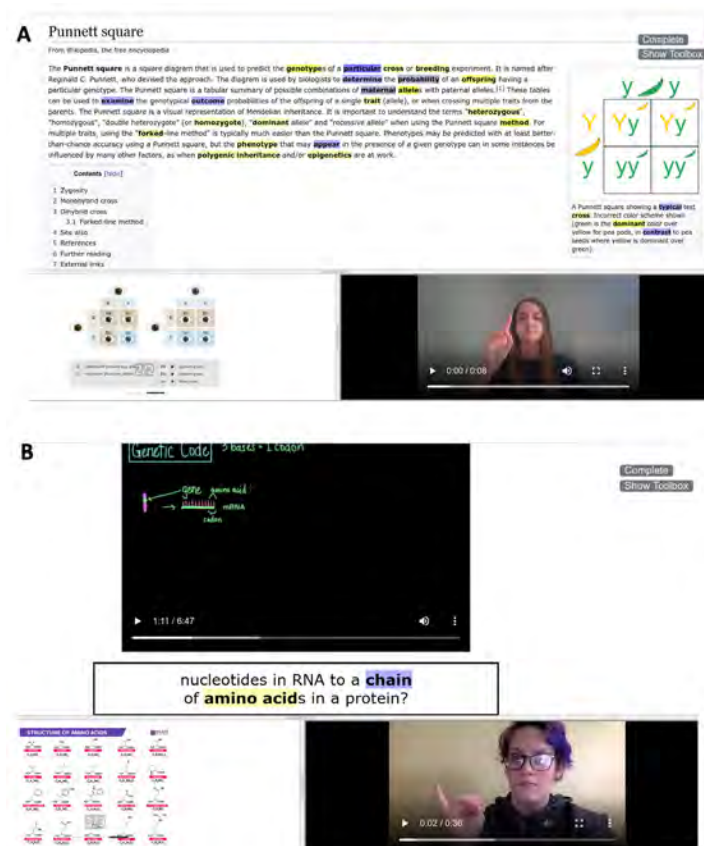 A
Punnett square
From Wikipedia, the free encyclopedia
Complete
Show Toolbox
The Punnett square is a square diagram that is used to predict the genotypes of a particular cross or breeding experiment. It is named after
Reginald C. Punnett, who devised the approach. The diagram is used by biologists to determine the probability of an offspring having a
particular genotype. The Punnett square is a tabular summary of possible combinations of maternal alleles with paternal alleles.[1] These tables
can be used to examine the genotypical outcome probabilities of the offspring of a single trait (allele), or when crossing multiple traits from the
parents. The Punnett square is a visual representation of Mendelian inheritance. It is important to understand the terms "heterozygous",
"homozygous", "double heterozygote" (or homozygote), "dominant allele" and "recessive allele" when using the Punnett square method. For
multiple traits, using the "forked-line method" is typically much easier than the Punnett square. Phenotypes may be predicted with at least better-
than-chance accuracy using a Punnett square, but the phenotype that may appear in the presence of a given genotype can in some instances be
influenced by many other factors, as when polygenic inheritance and/or epigenetics are at work.
y y
Y Yy Yy
y yy yy
A Punnett square showing a typical test
cross. Incorrect color scheme shown
(green is the dominant color over
yellow for pea pods, in contrast to pea
seeds where yellow is dominant over
green).
Contents [hide]
1 Zygosity
2 Monohybrid cross
3 Dihybrid cross
3.1 Forked-line method
4 See also
5 References
6 Further reading
7 External links
0:00 / 0:08
B
Genetic Code 3 bases = 1 codon
gene amino acid
mRNA
codon
Complete
Show Toolbox
1:11 / 6:47
nucleotides in RNA to a chain
of amino acids in a protein?
STRUCTURE OF AMINO ACIDS
0:02 / 0:36